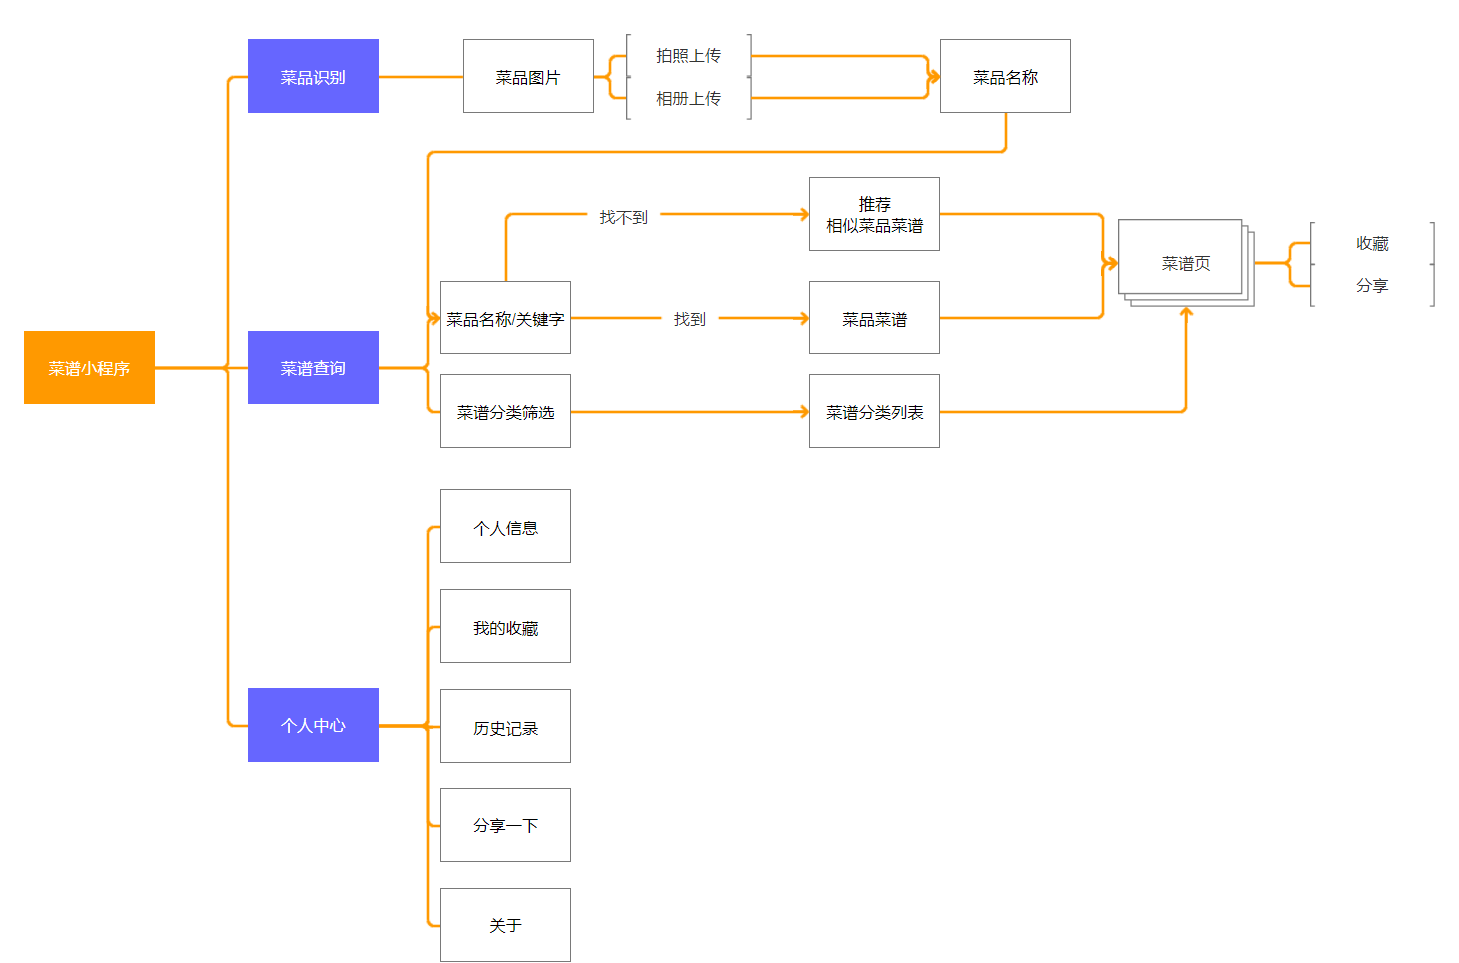 菜品识别
菜品图片
拍照上传
相册上传
菜品名称
找不到
推荐
相似菜品菜谱
菜谱页
收藏
分享
菜品名称/关键字
找到
菜品菜谱
菜谱小程序
菜谱查询
菜谱分类筛选
菜谱分类列表
个人信息
我的收藏
个人中心
历史记录
分享一下
关于